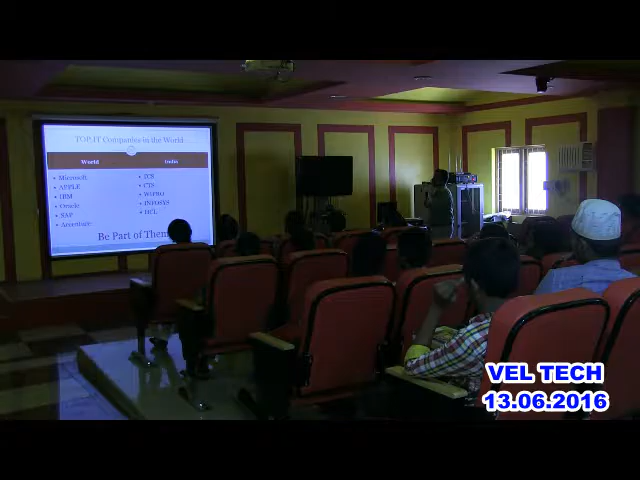 TOP IT Companies in the World
World India
• Microsoft • TCS
• APPLE • CTS
• IBM • WIPRO
• Oracle • INFOSYS
• SAP • HCL
• Accenture
Be Part of Them
VEL TECH
13.06.2016